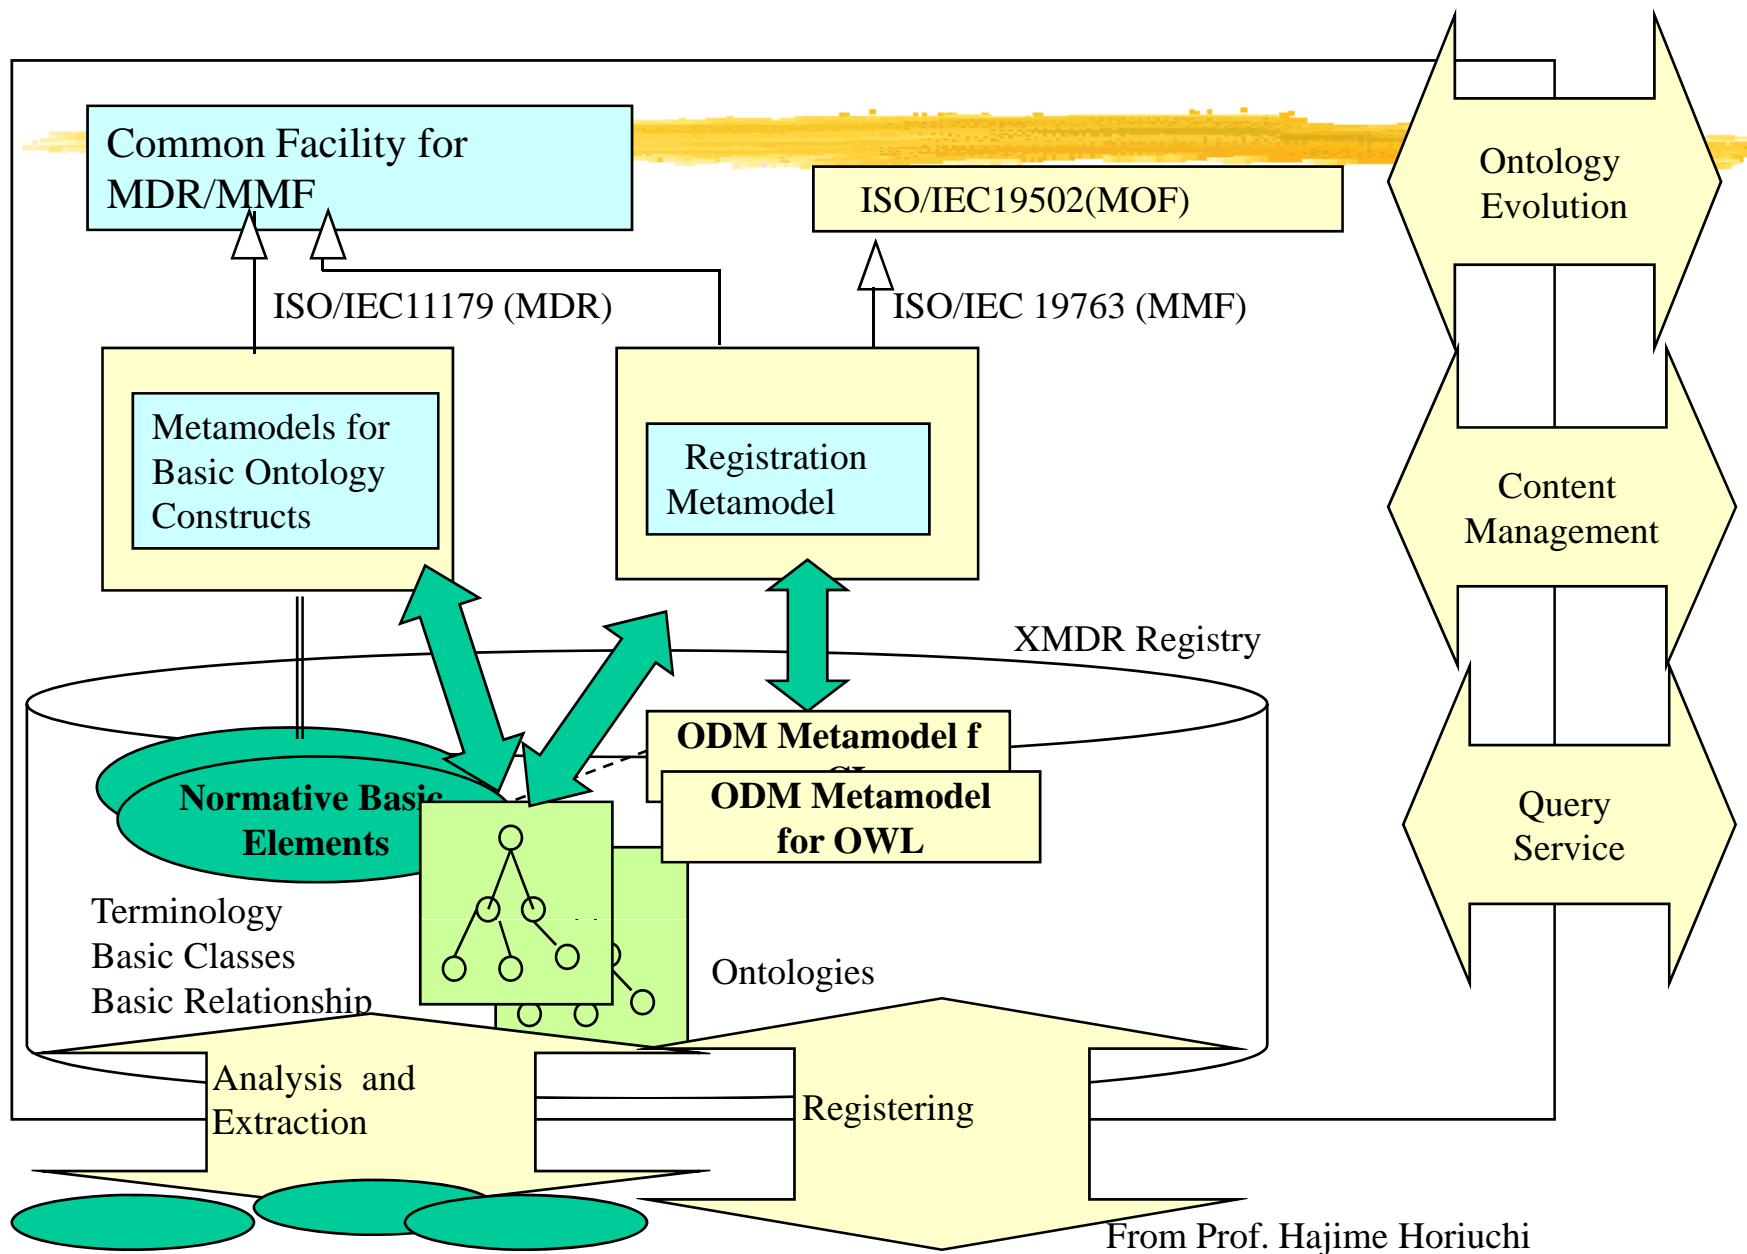 Common Facility for
MDR/MMF
ISO/IEC19502(MOF)
Ontology
Evolution
ISO/IEC11179 (MDR)
ISO/IEC 19763 (MMF)
Metamodels for
Basic Ontology
Constructs
Registration
Metamodel
Content
Management
XMDR Registry
ODM Metamodel f
ODM Metamodel
for OWL
Normative Basic
Elements
Query
Service
Terminology
Basic Classes
Basic Relationship
Ontologies
Analysis and
Extraction
Registering
From Prof. Hajime Horiuchi